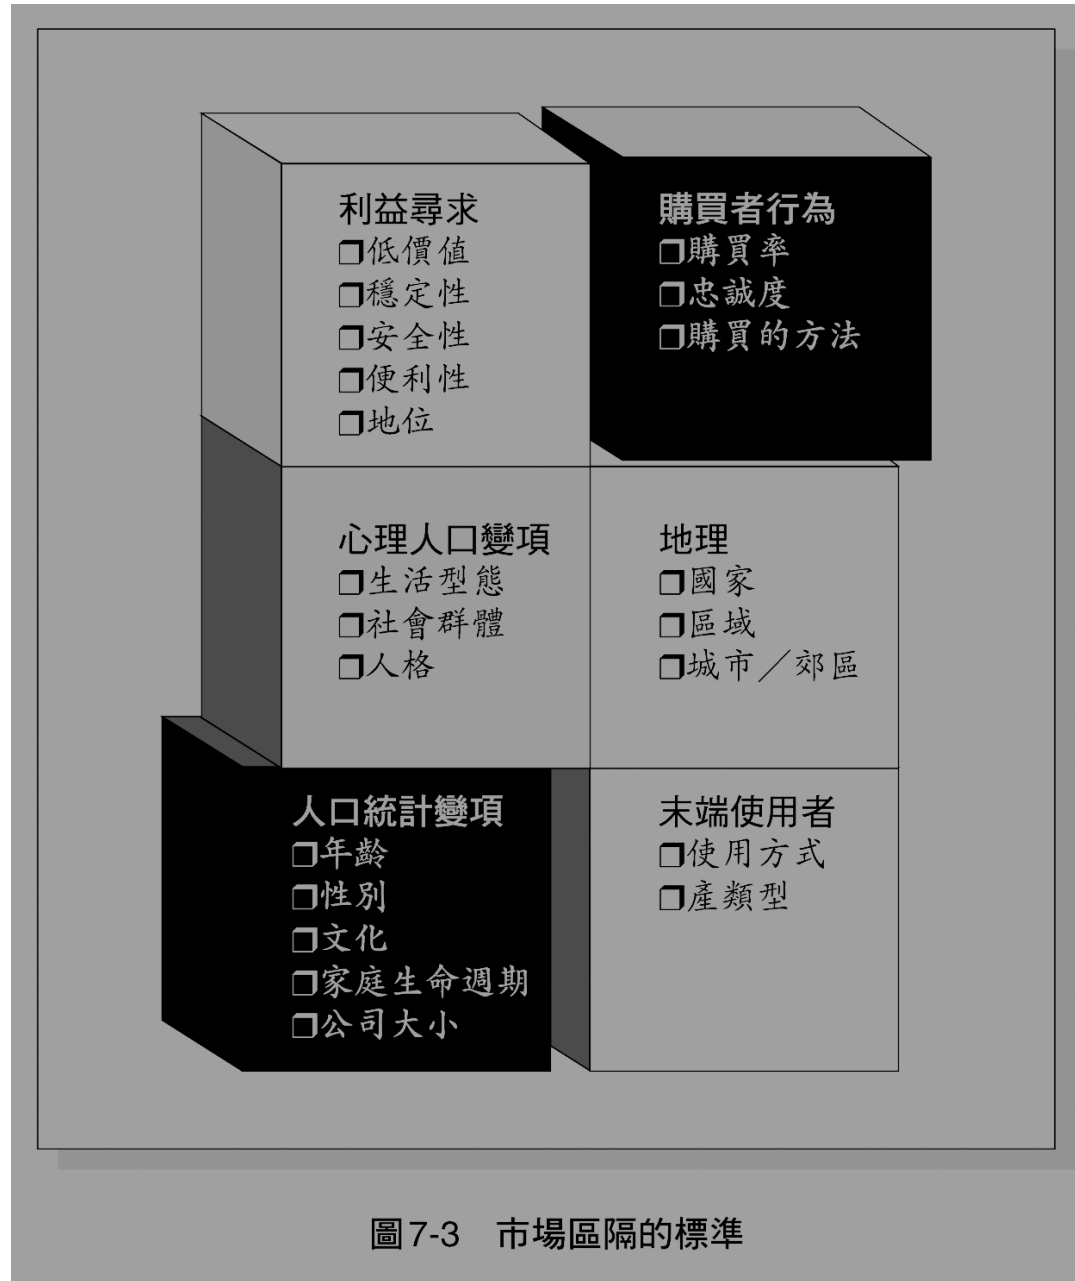 利益尋求
❒低價值
❒穩定性
❒安全性
❒便利性
❒地位
購買者行為
❒購買率
❒忠誠度
❒購買的方法
心理人口變項
❒生活型態
❒社會群體
❒人格
地理
❒國家
❒區域
❒城市／郊區
人口統計變項
❒年齡
❒性別
❒文化
❒家庭生命週期
❒公司大小
末端使用者
❒使用方式
❒產類型
圖7-3　市場區隔的標準